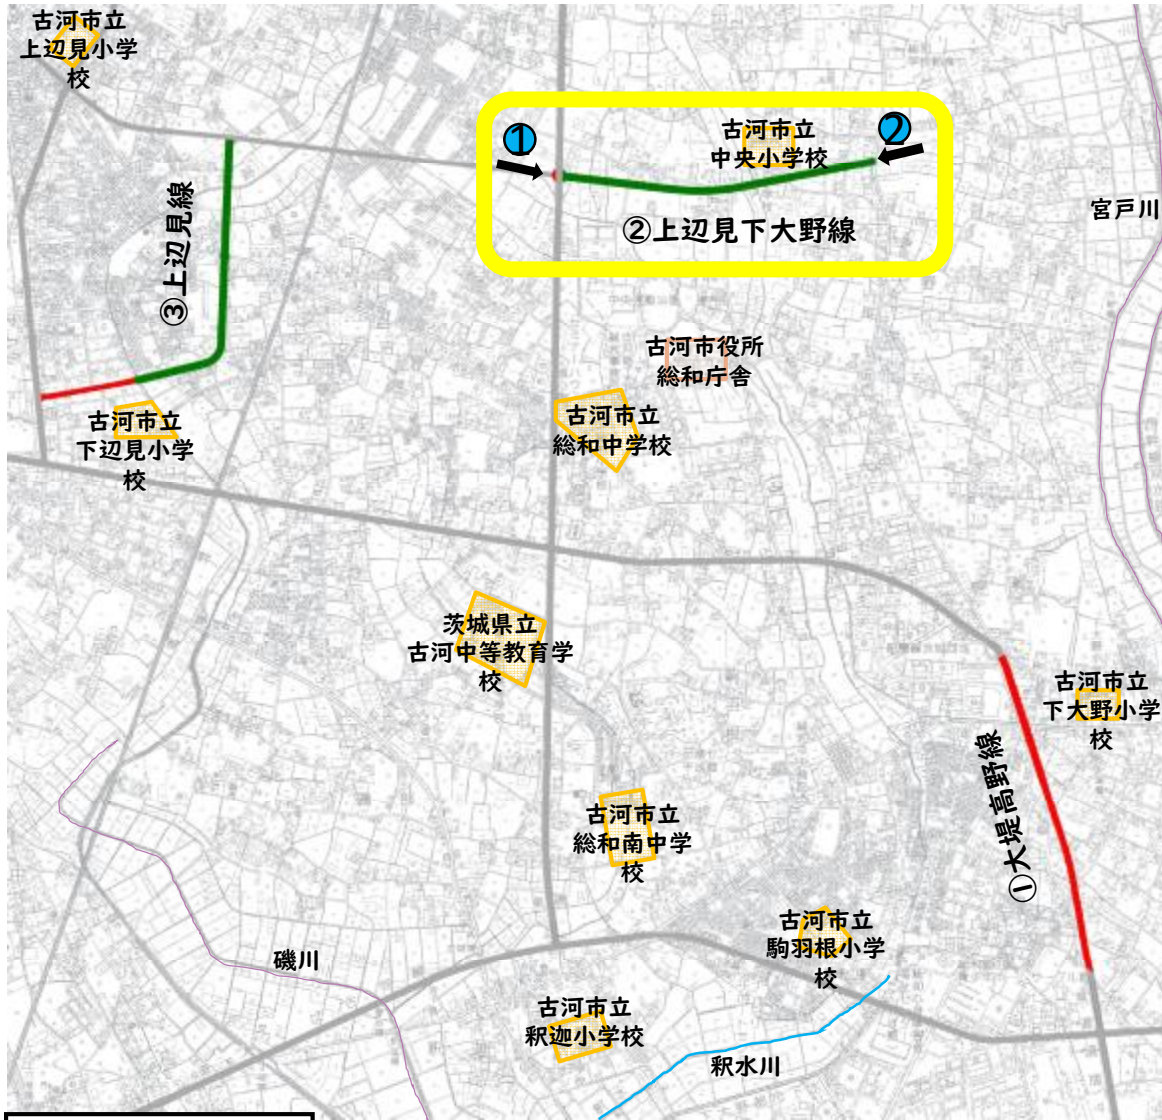 古河市立
上辺見小学
校
①
②
古河市立
中央小学校
②上辺見下大野線
宮戸川
③上辺見線
古河市役所
総和庁舎
古河市立
下辺見小学
校
古河市立
総和中学校
茨城県立
古河中等教育学
校
古河市立
下大野小学
校
①大堤高野線
古河市立
総和南中学
校
古河市立
駒羽根小学
校
磯川
古河市立
釈迦小学校
釈水川